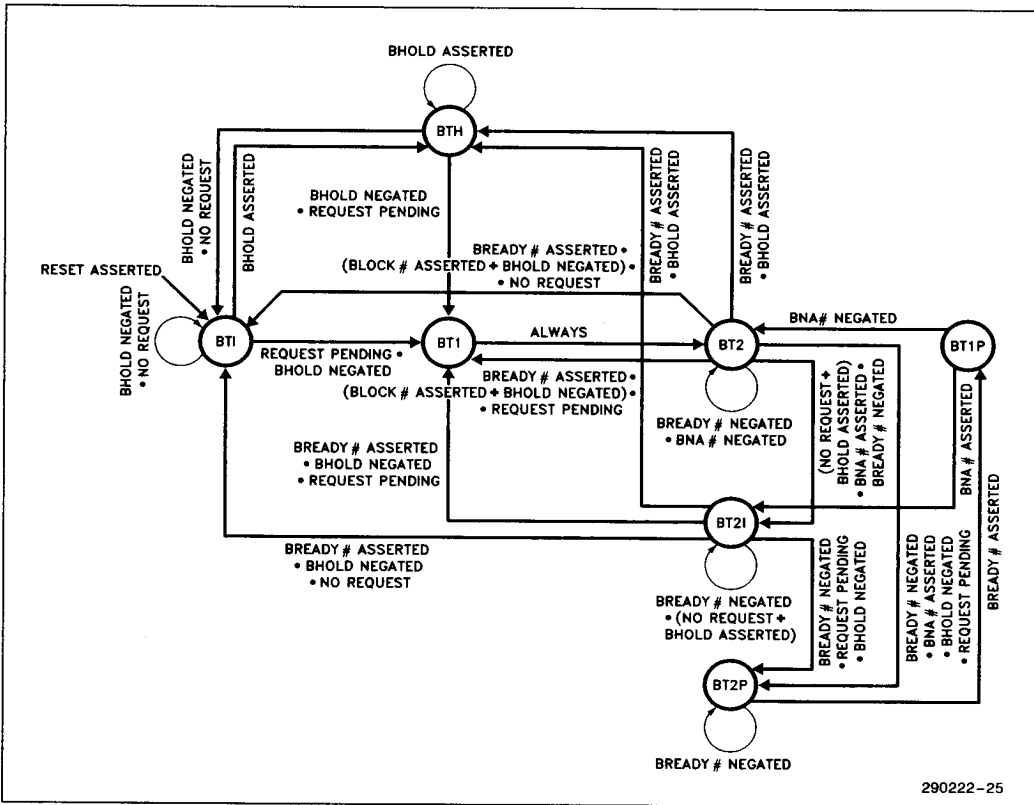 BHOLD ASSERTED
BTH
BHOLD NEGATED
• NO REQUEST
BHOLD ASSERTED
BHOLD NEGATED
• REQUEST PENDING
BREADY# ASSERTED
• BHOLD ASSERTED
BREADY# ASSERTED
• BHOLD ASSERTED
BREADY# ASSERTED •
(BLOCK# ASSERTED + BHOLD NEGATED) •
• NO REQUEST
RESET ASSERTED
BHOLD NEGATED
• NO REQUEST
BTI
REQUEST PENDING •
BHOLD NEGATED
BT1
ALWAYS
BT2
BNA# NEGATED
BT1P
BREADY# ASSERTED •
(BLOCK# ASSERTED + BHOLD NEGATED) •
• REQUEST PENDING
BREADY# NEGATED
• BNA# NEGATED
(NO REQUEST +
BHOLD ASSERTED)
• BNA# ASSERTED •
BREADY# NEGATED
BNA# ASSERTED
BREADY# ASSERTED
BREADY# ASSERTED
• BHOLD NEGATED
• REQUEST PENDING
BT2I
BREADY# ASSERTED
• BHOLD NEGATED
• NO REQUEST
BREADY# NEGATED
• (NO REQUEST +
BHOLD ASSERTED)
BREADY# NEGATED
• REQUEST PENDING
• BHOLD NEGATED
BREADY# NEGATED
• BNA# ASSERTED
• BHOLD NEGATED
• REQUEST PENDING
BT2P
BREADY# NEGATED
290222-25